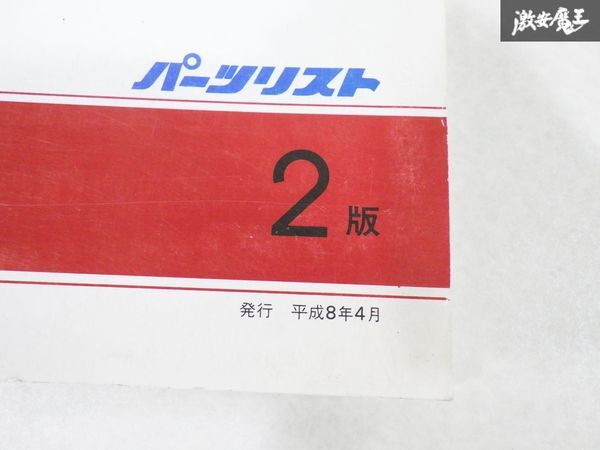 激安魔王
パーツリスト
2版
発行 平成8年4月